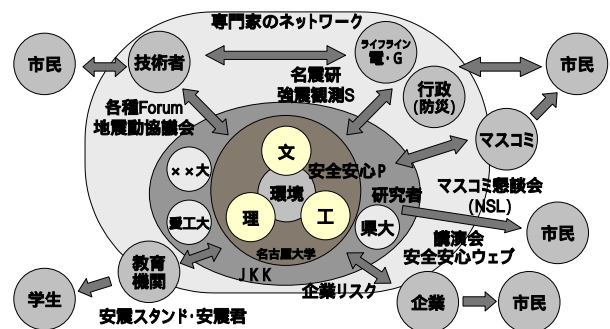 専門家のネットワーク
市民
技術者
ライフライン
電・G
市民
名震研
強震観測S
行政
(防災)
各種Forum
地震動協議会
マスコミ
文
××大
安全安心P
環境
研究者
マスコミ懇談会
(NSL)
愛工大
理
工
県大
講演会
安全安心ウェブ
市民
名古屋大学
教育
機関
JKK
企業リスク
学生
安震スタンド・安震君
企業
市民